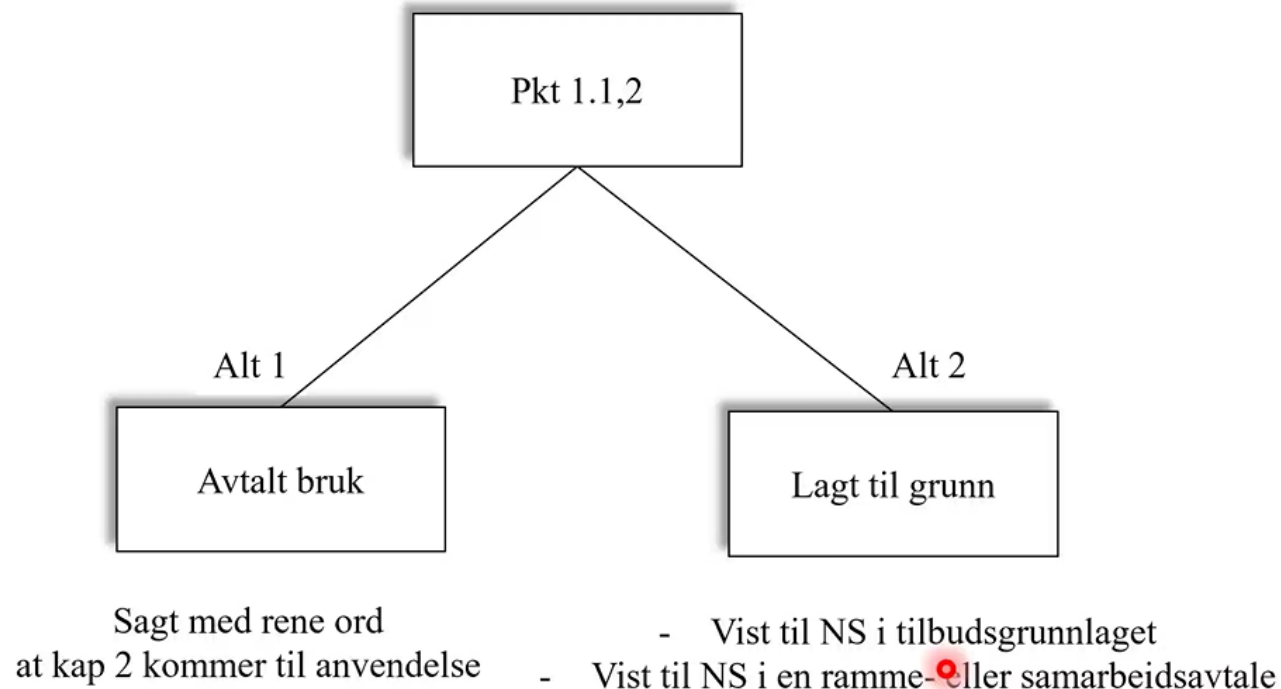 Pkt 1.1,2
Alt 1
Alt 2
Avtalt bruk
Lagt til grunn
Sagt med rene ord
at kap 2 kommer til anvendelse
- Vist til NS i tilbudsgrunnlaget
- Vist til NS i en ramme- eller samarbeidsavtale